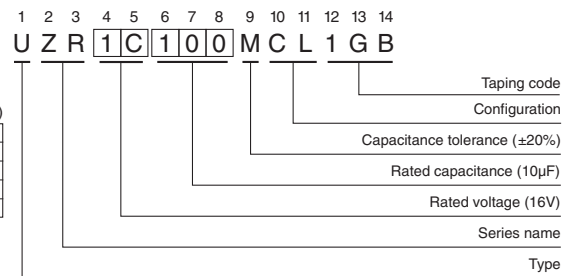 1 2 3 4 5 6 7 8 9 10 11 12 13 14
U Z R 1 C 1 0 0 M C L 1 G B
Taping code
Configuration
)
Capacitance tolerance (±20%)
Rated capacitance (10µF)
Rated voltage (16V)
Series name
Type